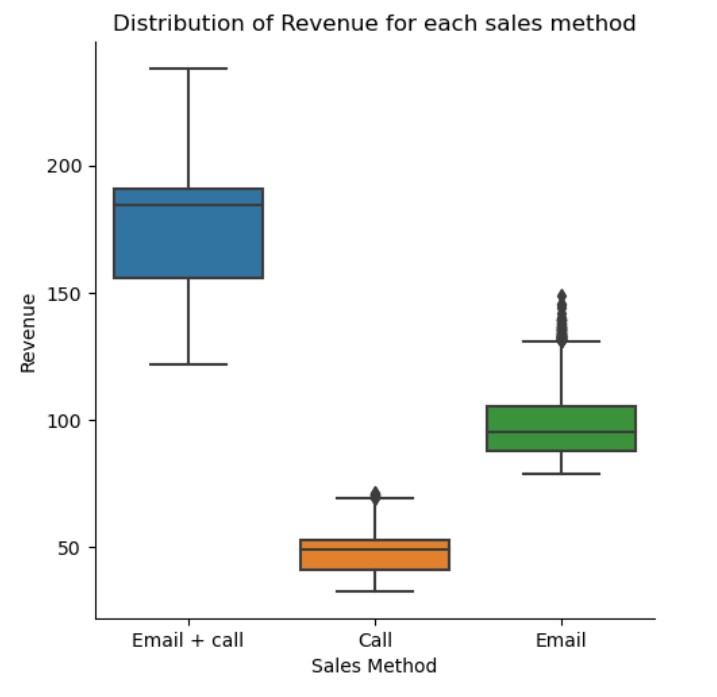 Distribution of Revenue for each sales method
200
150
100
50
Revenue
Email + call
Call
Email
Sales Method